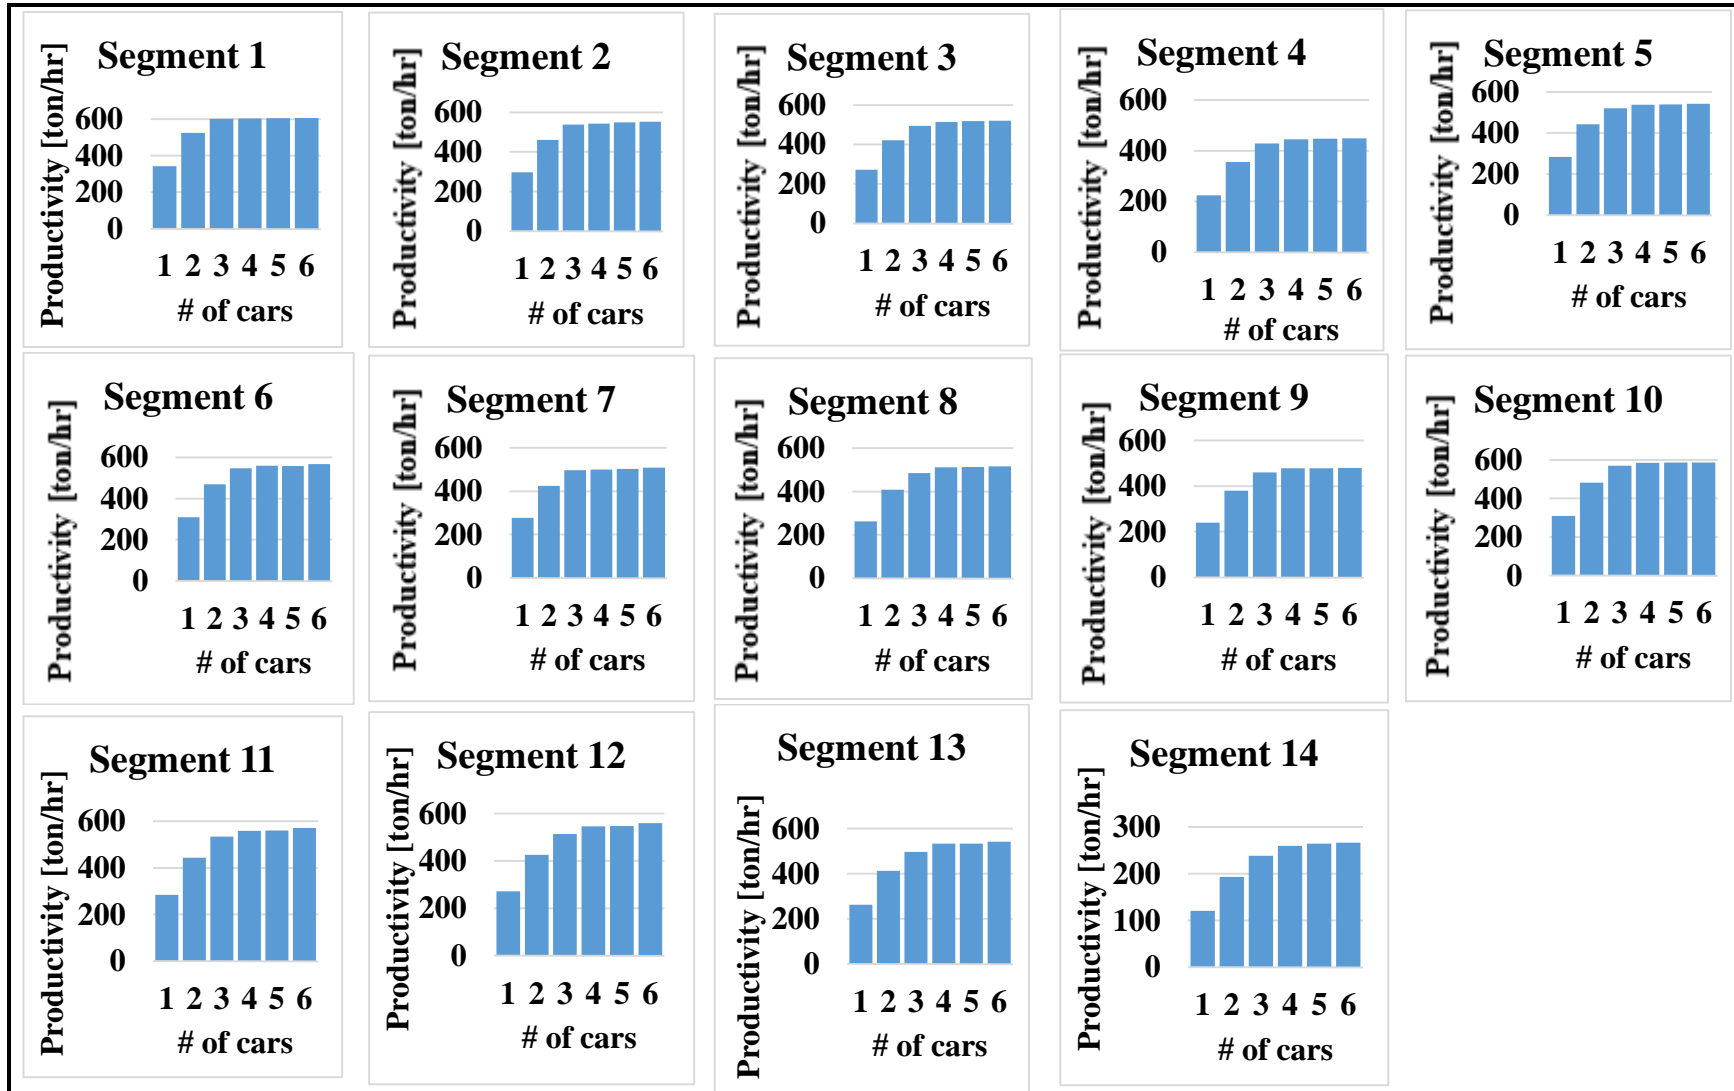 Segment 1
Productivity [ton/hr]
600
400
200
0
1 2 3 4 5 6
# of cars
Segment 2
Productivity [ton/hr]
600
400
200
0
1 2 3 4 5 6
# of cars
Segment 3
Productivity [ton/hr]
600
400
200
0
1 2 3 4 5 6
# of cars
Segment 4
Productivity [ton/hr]
600
400
200
0
1 2 3 4 5 6
# of cars
Segment 5
Productivity [ton/hr]
600
400
200
0
1 2 3 4 5 6
# of cars
Segment 6
Productivity [ton/hr]
600
400
200
0
1 2 3 4 5 6
# of cars
Segment 7
Productivity [ton/hr]
600
400
200
0
1 2 3 4 5 6
# of cars
Segment 8
Productivity [ton/hr]
600
400
200
0
1 2 3 4 5 6
# of cars
Segment 9
Productivity [ton/hr]
600
400
200
0
1 2 3 4 5 6
# of cars
Segment 10
Productivity [ton/hr]
600
400
200
0
1 2 3 4 5 6
# of cars
Segment 11
Productivity [ton/hr]
600
400
200
0
1 2 3 4 5 6
# of cars
Segment 12
Productivity [ton/hr]
600
400
200
0
1 2 3 4 5 6
# of cars
Segment 13
Productivity [ton/hr]
600
400
200
0
1 2 3 4 5 6
# of cars
Segment 14
Productivity [ton/hr]
300
200
100
0
1 2 3 4 5 6
# of cars